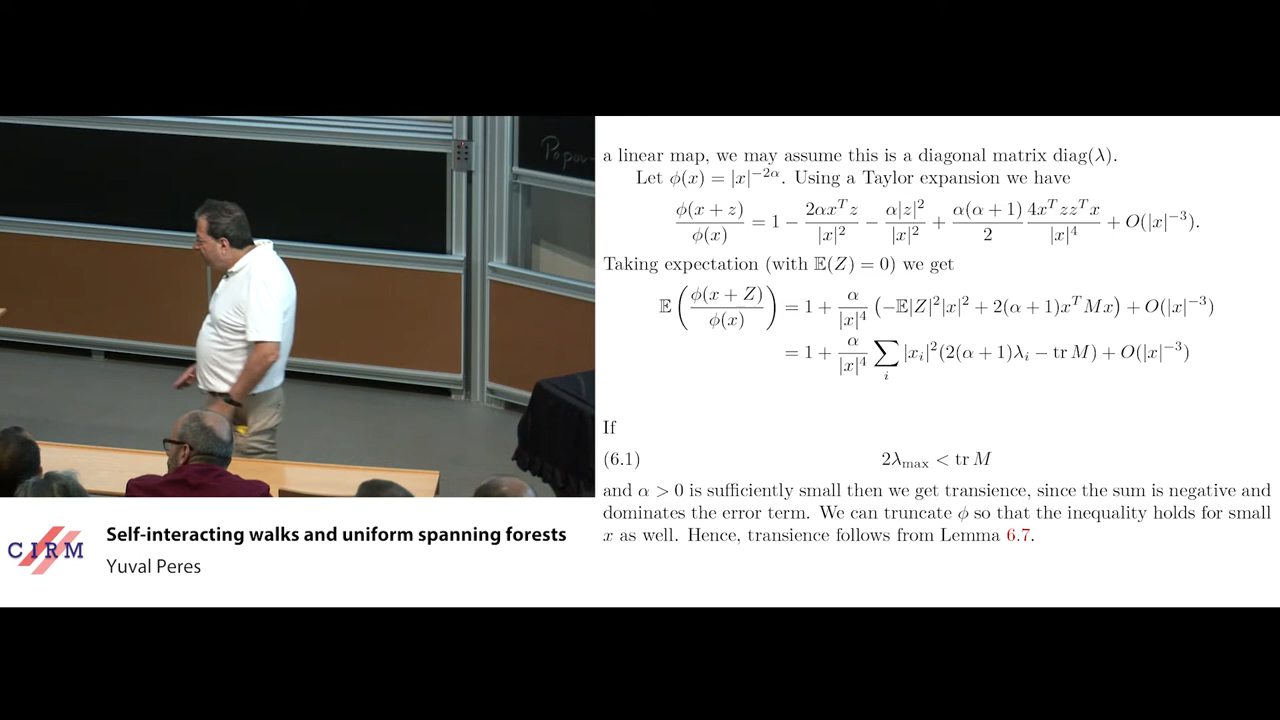 Popov
a linear map, we may assume this is a diagonal matrix diag(λ).
Let ϕ(x) = |x|^{−2α}. Using a Taylor expansion we have
ϕ(x + z)/ϕ(x) = 1 − 2αx^T z/|x|^2 − α|z|^2/|x|^2 + α(α + 1)/2 4x^T zz^T x/|x|^4 + O(|x|^{−3}).
Taking expectation (with 𝔼(Z) = 0) we get
𝔼(ϕ(x + Z)/ϕ(x)) = 1 + α/|x|^4 (−𝔼|Z|^2|x|^2 + 2(α + 1)x^T Mx) + O(|x|^{−3})
= 1 + α/|x|^4 ∑_i |x_i|^2(2(α + 1)λ_i − tr M) + O(|x|^{−3})
If
(6.1) 2λ_max < tr M
and α > 0 is sufficiently small then we get transience, since the sum is negative and
dominates the error term. We can truncate ϕ so that the inequality holds for small
x as well. Hence, transience follows from Lemma 6.7.
CIRM
Self-interacting walks and uniform spanning forests
Yuval Peres